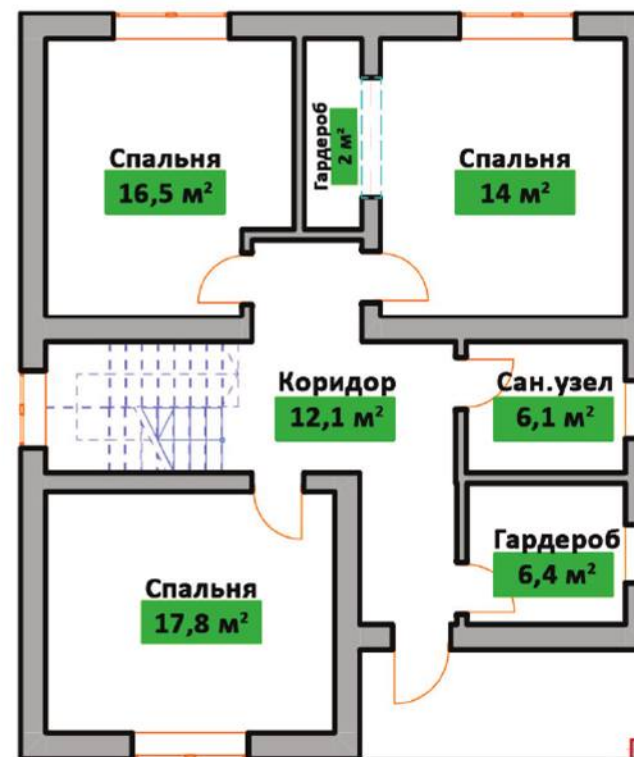 Спальня
16,5 м²
Гардероб
2 м²
Спальня
14 м²
Коридор
12,1 м²
Сан.узел
6,1 м²
Гардероб
6,4 м²
Спальня
17,8 м²